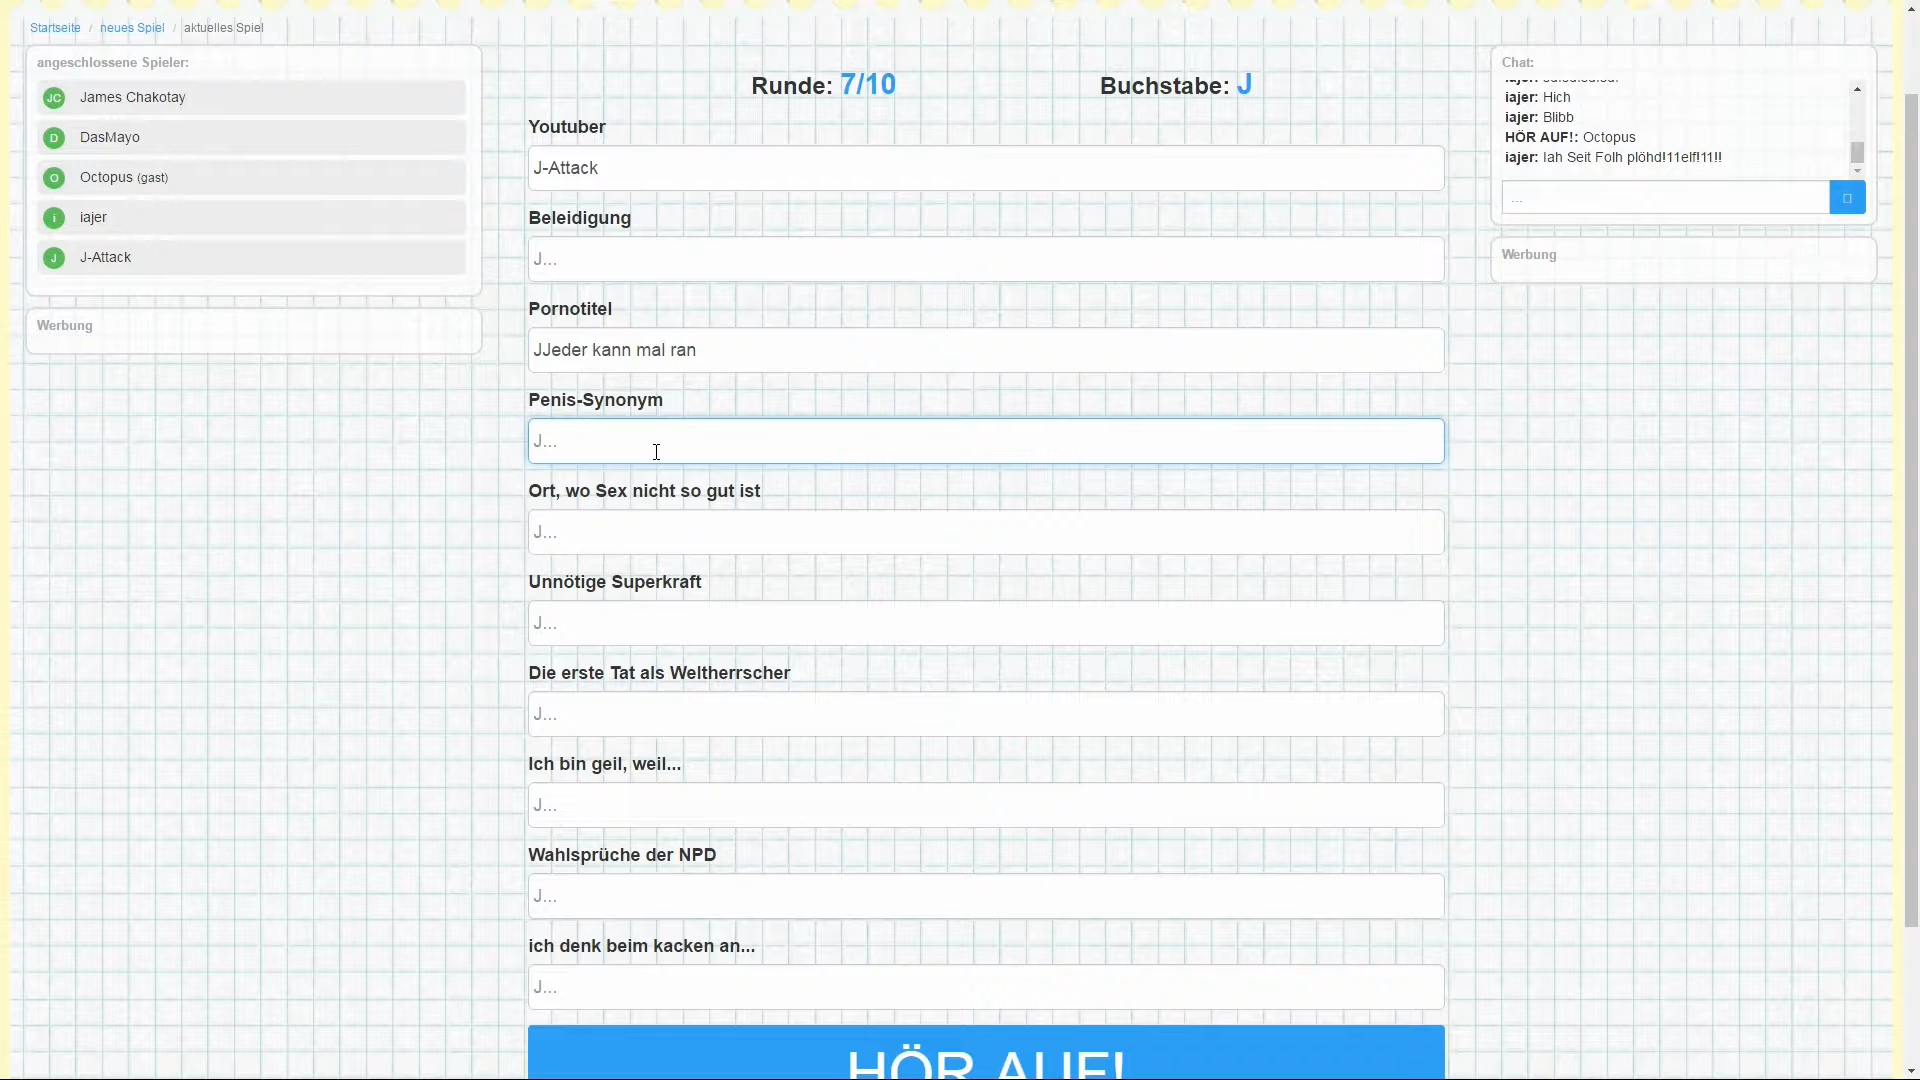 Startseite / neues Spiel / aktuelles Spiel
angeschlossene Spieler:
JC James Chakotay
D DasMayo
O Octopus (gast)
i iajer
J J-Attack
Werbung
Runde: 7/10
Buchstabe: J
Youtuber
J-Attack
Beleidigung
J...
Pornotitel
JJeder kann mal ran
Penis-Synonym
J...
Ort, wo Sex nicht so gut ist
J...
Unnötige Superkraft
J...
Die erste Tat als Weltherrscher
J...
Ich bin geil, weil...
J...
Wahlsprüche der NPD
J...
ich denk beim kacken an...
J...
HÖR AUF!
Chat:
iajer:
iajer: Hich
iajer: Blibb
HÖR AUF!: Octopus
iajer: Iah Seit Folh plöhd!11elf!11!!
...
Werbung